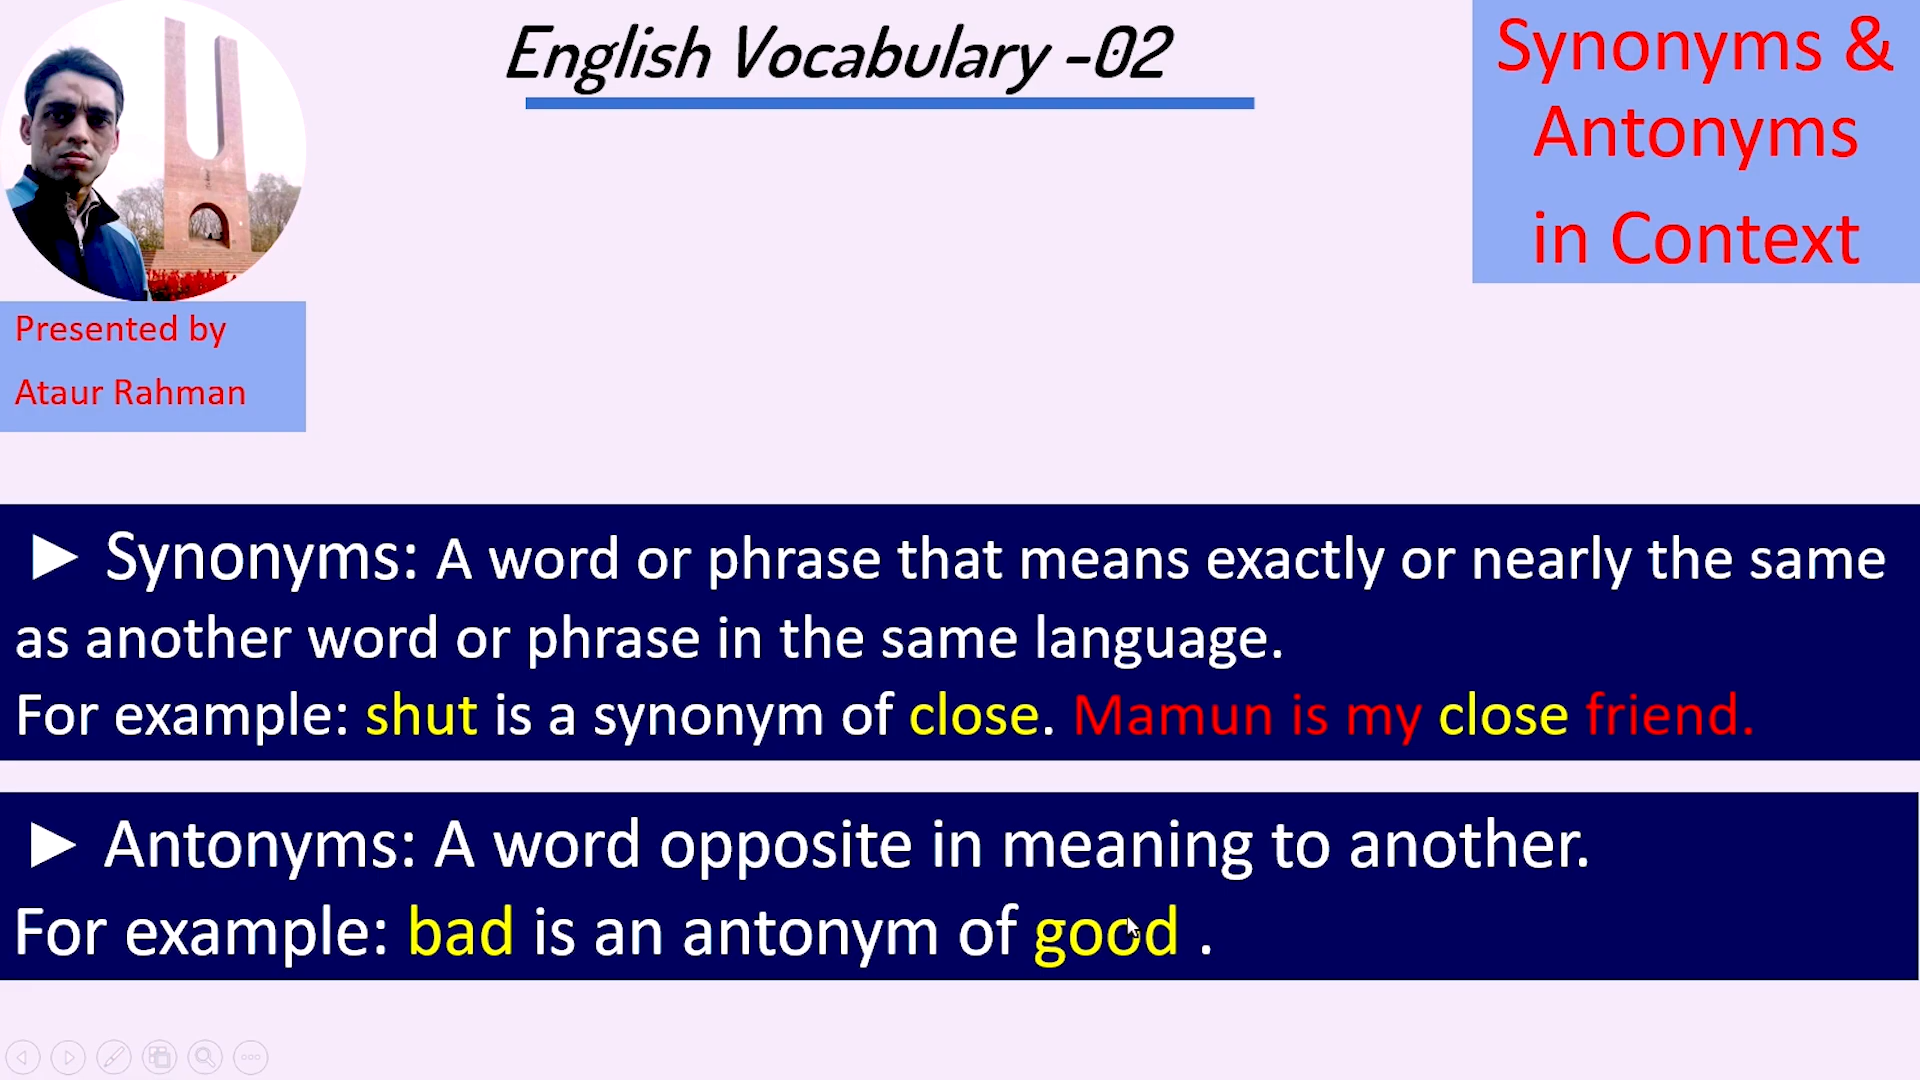 English Vocabulary -02
Synonyms &
Antonyms
in Context
Presented by
Ataur Rahman
► Synonyms: A word or phrase that means exactly or nearly the same
as another word or phrase in the same language.
For example: shut is a synonym of close. Mamun is my close friend.
► Antonyms: A word opposite in meaning to another.
For example: bad is an antonym of good .